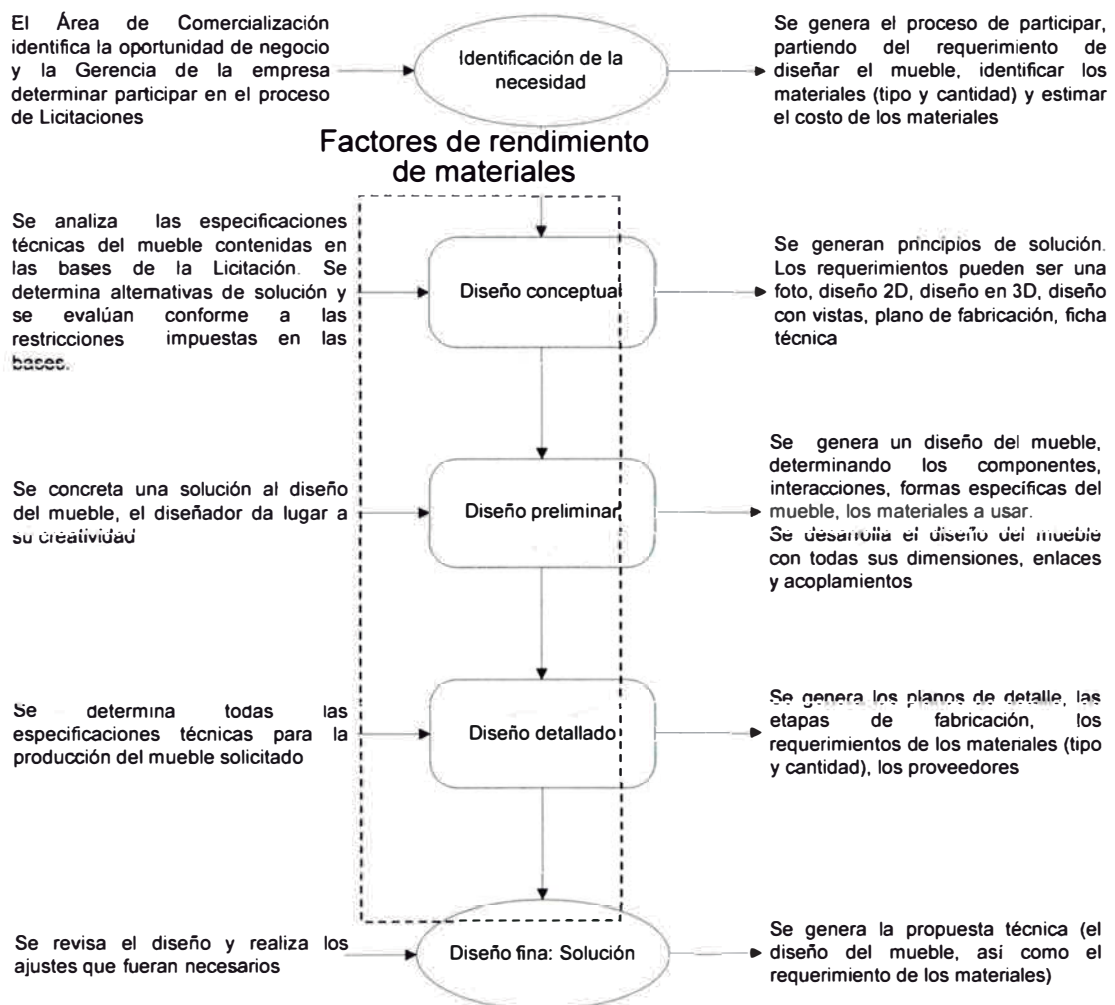 El Área de Comercialización
identifica la oportunidad de negocio
y la Gerencia de la empresa
determinar participar en el proceso
de Licitaciones
Identificación de la
necesidad
Se genera el proceso de participar,
partiendo del requerimiento de
diseñar el mueble, identificar los
materiales (tipo y cantidad) y estimar
el costo de los materiales
Factores de rendimiento
de materiales
Se analiza las especificaciones
técnicas del mueble contenidas en
las bases de la Licitación. Se
determina alternativas de solución y
se evalúan conforme a las
restricciones impuestas en las
bases.
Diseño conceptual
Se generan principios de solución.
Los requerimientos pueden ser una
foto, diseño 2D, diseño en 3D, diseño
con vistas, plano de fabricación, ficha
técnica
Se concreta una solución al diseño
del mueble, el diseñador da lugar a
su creatividad
Diseño preliminar
Se genera un diseño del mueble,
determinando los componentes,
interacciones, formas específicas del
mueble, los materiales a usar.
Se desarrolla el diseño del mueble
con todas sus dimensiones, enlaces
y acoplamientos
Se determina todas las
especificaciones técnicas para la
producción del mueble solicitado
Diseño detallado
Se genera los planos de detalle, las
etapas de fabricación, los
requerimientos de los materiales (tipo
y cantidad), los proveedores
Se revisa el diseño y realiza los
ajustes que fueran necesarios
Diseño fina: Solución
Se genera la propuesta técnica (el
diseño del mueble, así como el
requerimiento de los materiales)